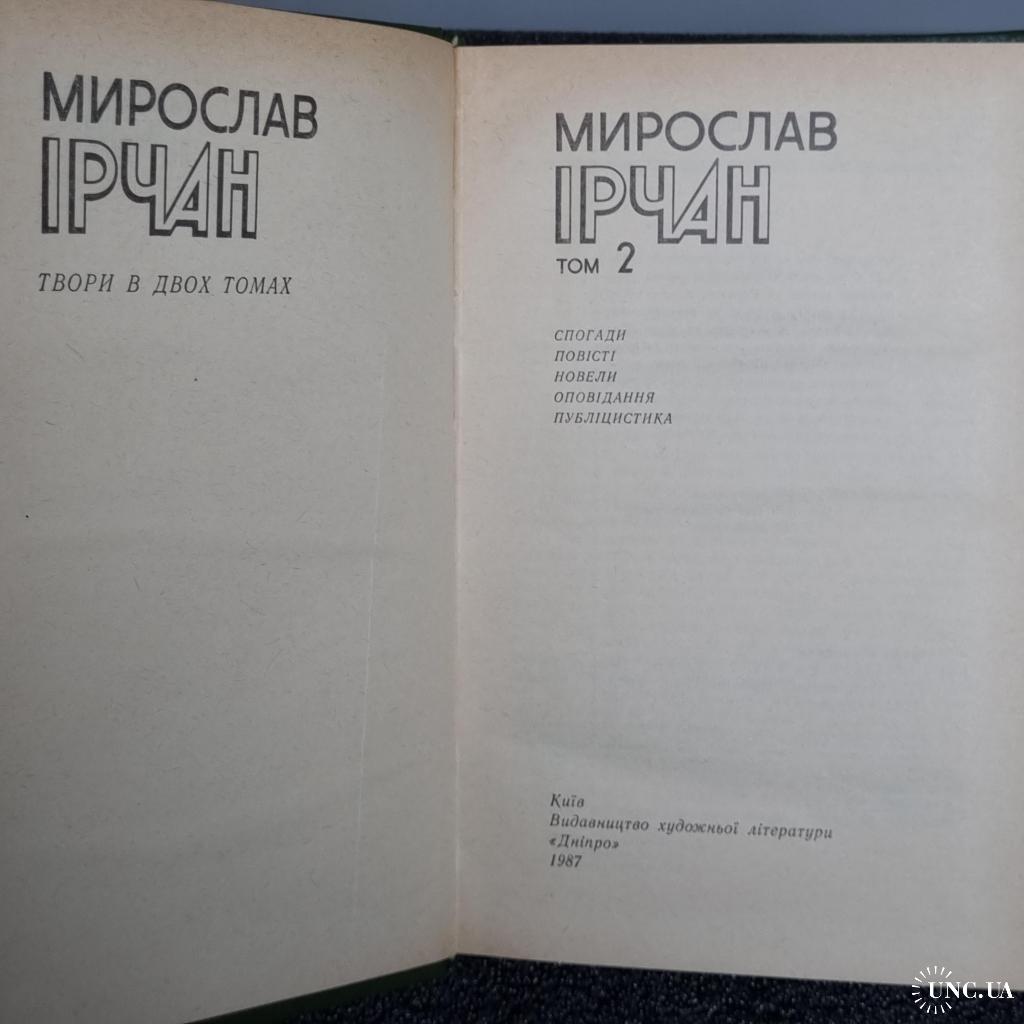 МИРОСЛАВ
ІРЧАН
ТВОРИ В ДВОХ ТОМАХ
МИРОСЛАВ
ІРЧАН
ТОМ 2
СПОГАДИ
ПОВІСТІ
НОВЕЛИ
ОПОВІДАННЯ
ПУБЛІЦИСТИКА
Київ
Видавництво художньої літератури
«Дніпро»
1987
UNC.UA